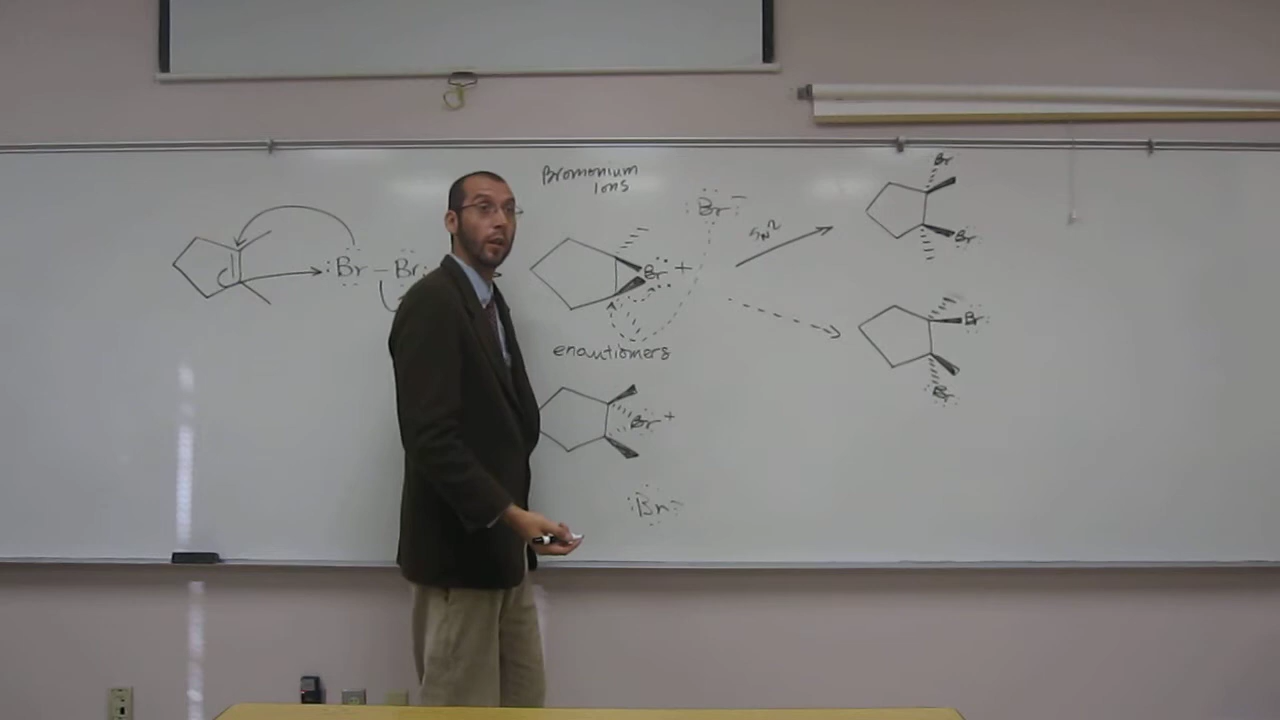 Bromonium
Ions
:Br – Br:
Br +
:Br:–
SN2
Br
Br
enantiomers
Br
Br
Br +
:Br:–